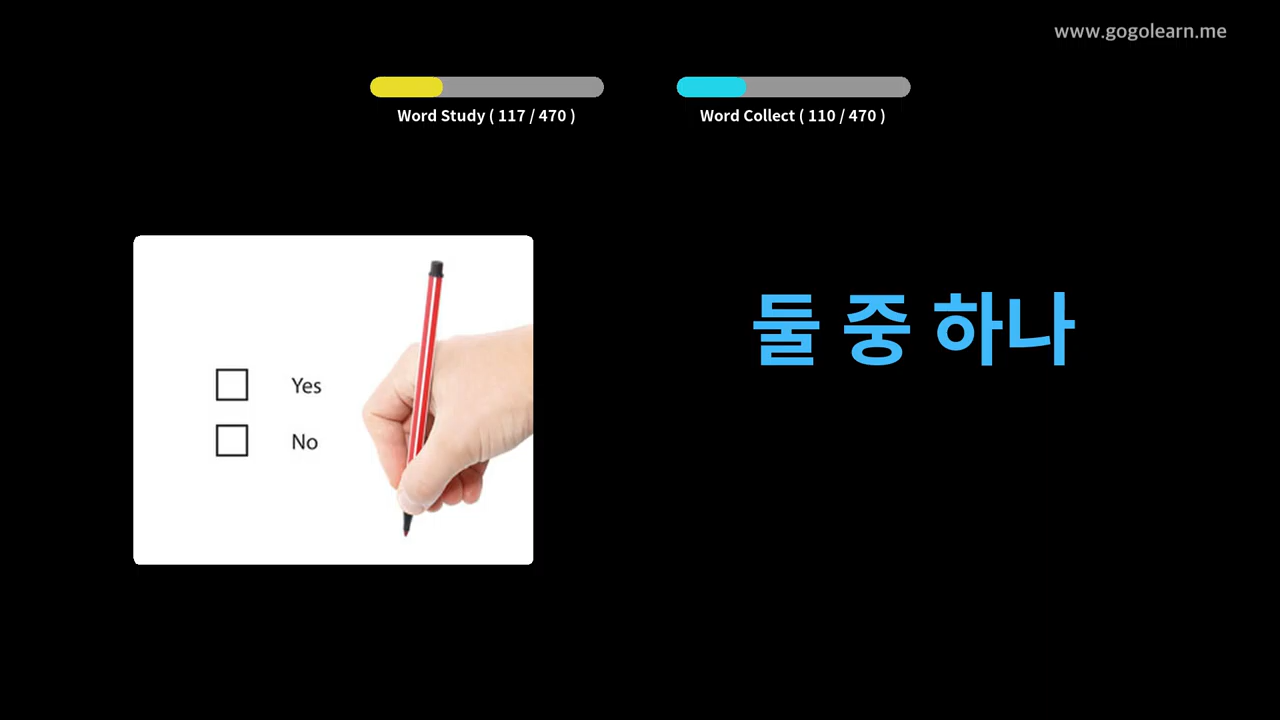 www.gogolearn.me
Word Study ( 117 / 470 )
Word Collect ( 110 / 470 )
Yes
No
둘 중 하나